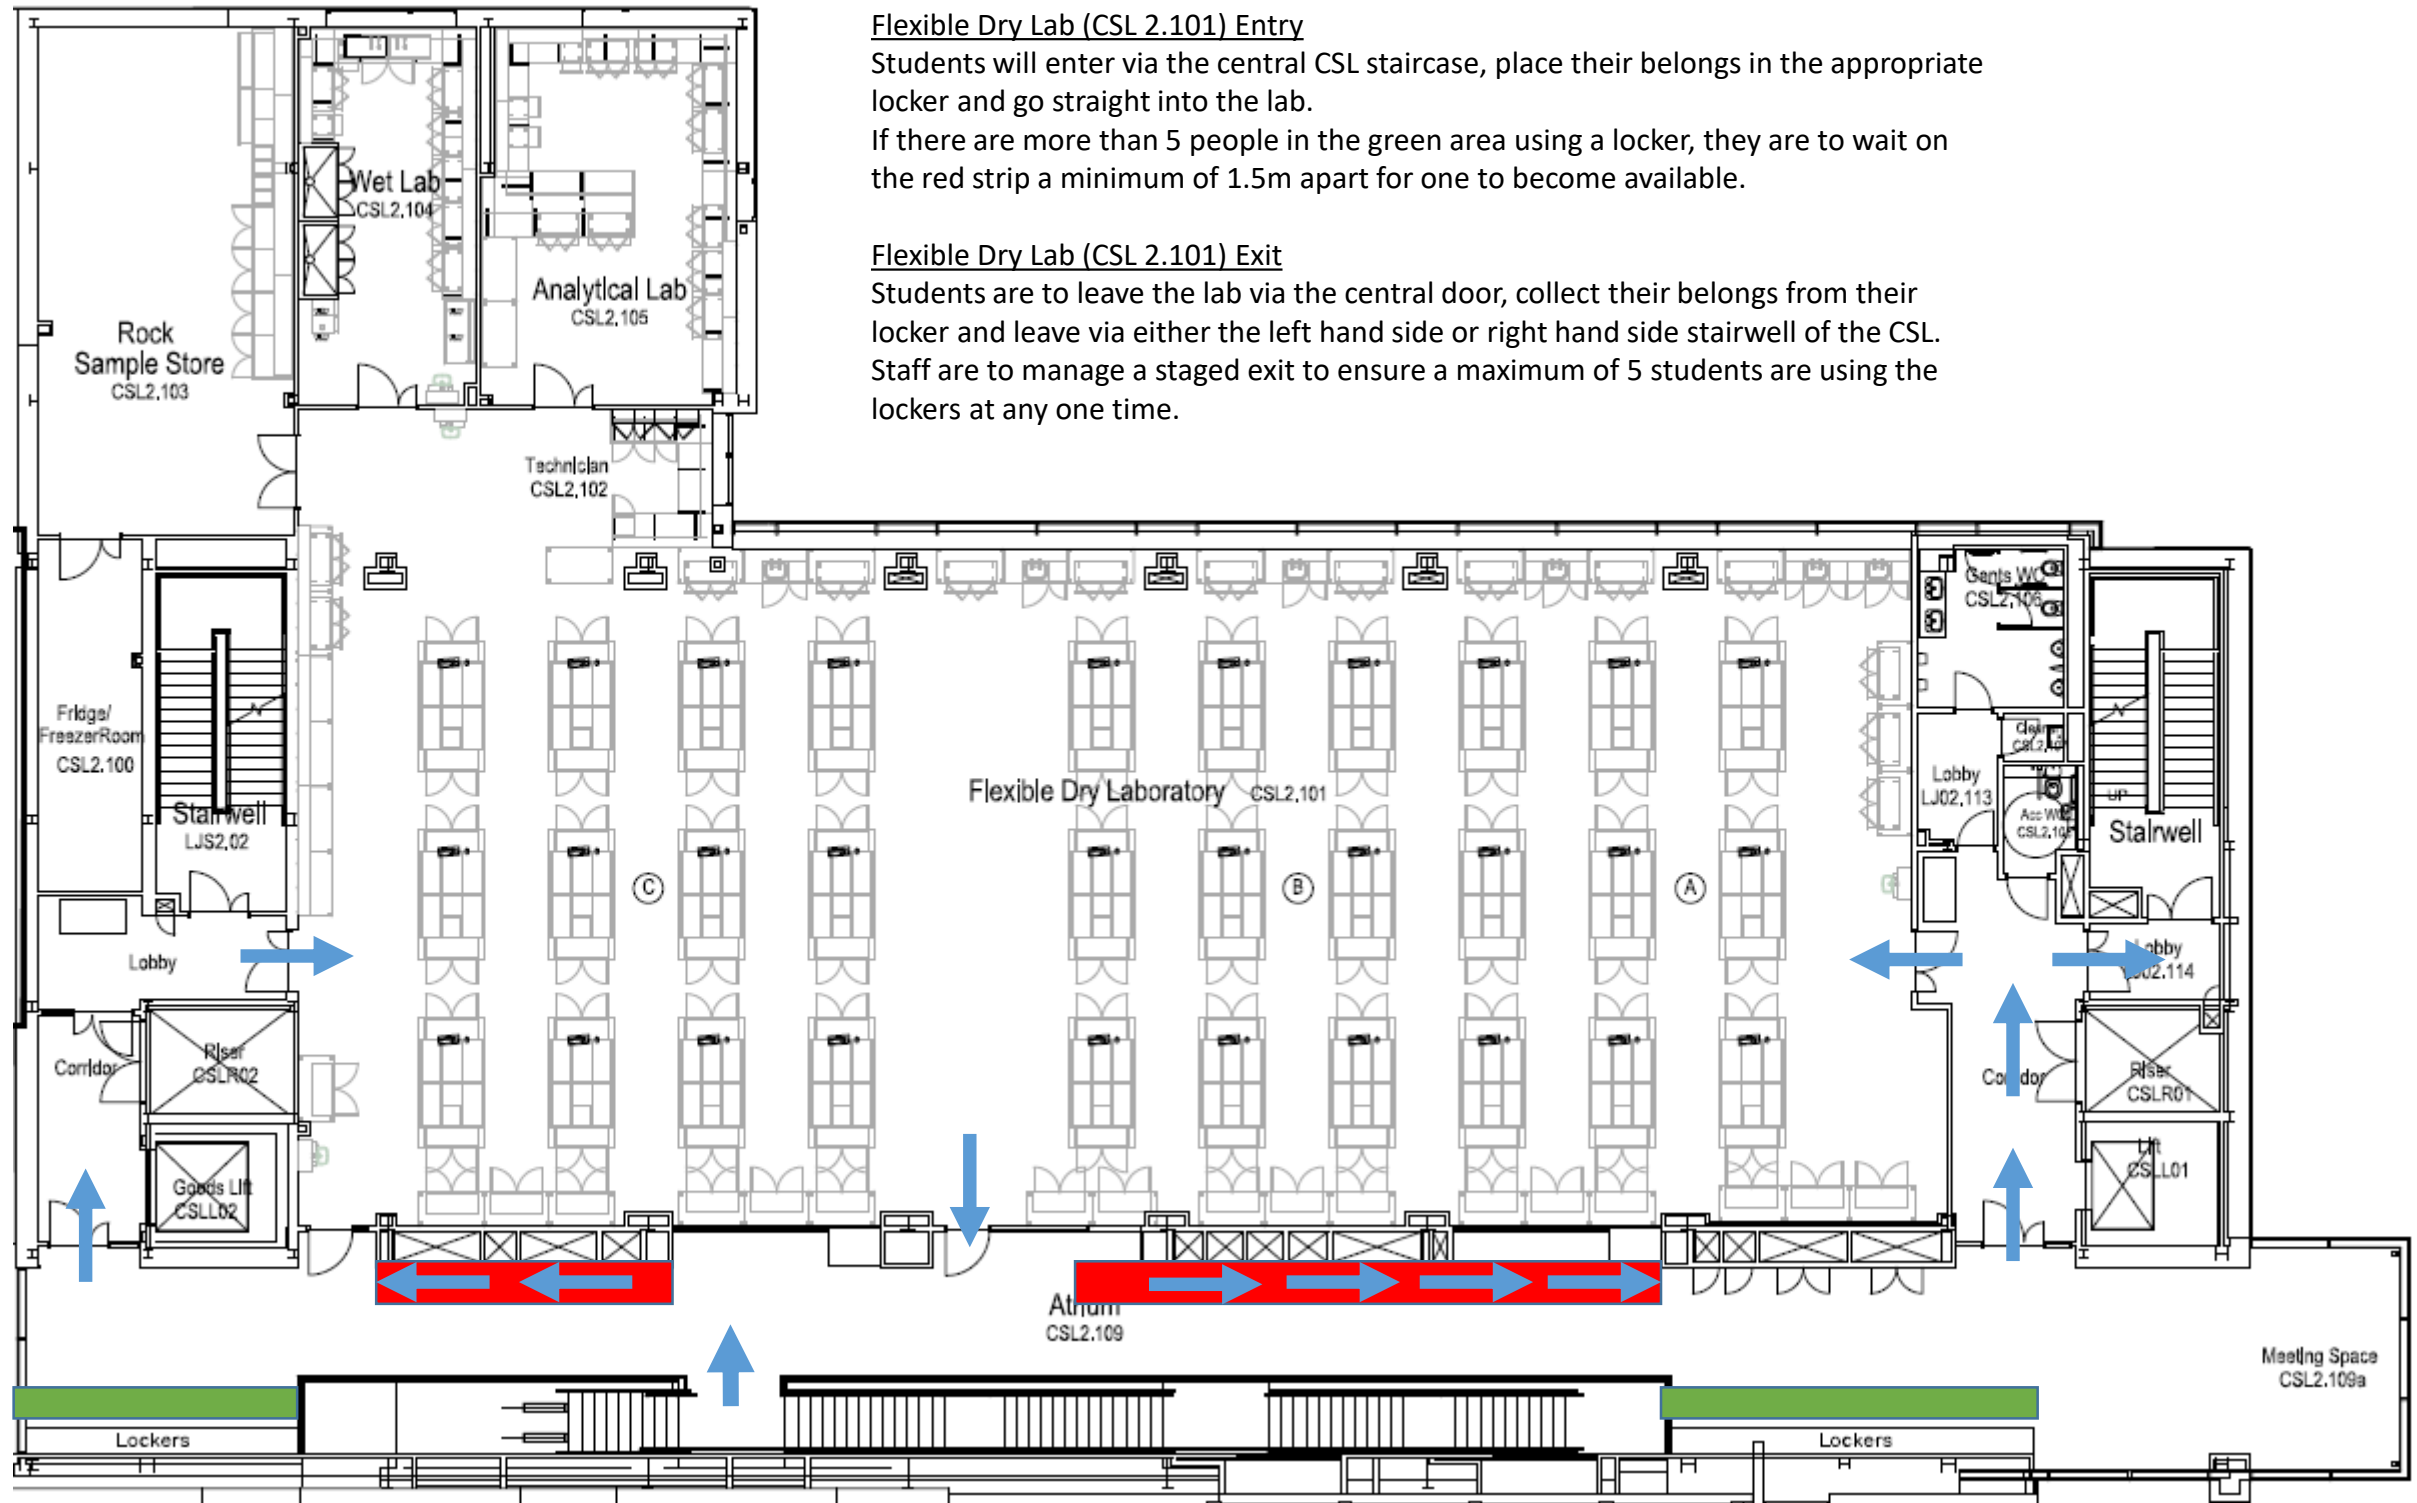 Flexible Dry Lab (CSL 2.101) Entry
Students will enter via the central CSL staircase, place their belongs in the appropriate
locker and go straight into the lab.
If there are more than 5 people in the green area using a locker, they are to wait on
the red strip a minimum of 1.5m apart for one to become available.
Flexible Dry Lab (CSL 2.101) Exit
Students are to leave the lab via the central door, collect their belongs from their
locker and leave via either the left hand side or right hand side stairwell of the CSL.
Staff are to manage a staged exit to ensure a maximum of 5 students are using the
lockers at any one time.
Wet Lab
CSL2.104
Analytical Lab
CSL2.105
Rock
Sample Store
CSL2.103
Technician
CSL2.102
Gents WC
CSL2.106
Fridge/
FreezerRoom
CSL2.100
Stairwell
LJS2.02
Flexible Dry Laboratory CSL2.101
Lobby
LJ02.113
UP
Acc WC
Stairwell
C
B
A
Lobby
Lobby
Corridor
Riser
CSLR02
Corridor
Riser
CSLR01
Goods Lift
CSLL02
Lift
CSLL01
Atrium
CSL2.109
Meeting Space
CSL2.109a
Lockers
Lockers